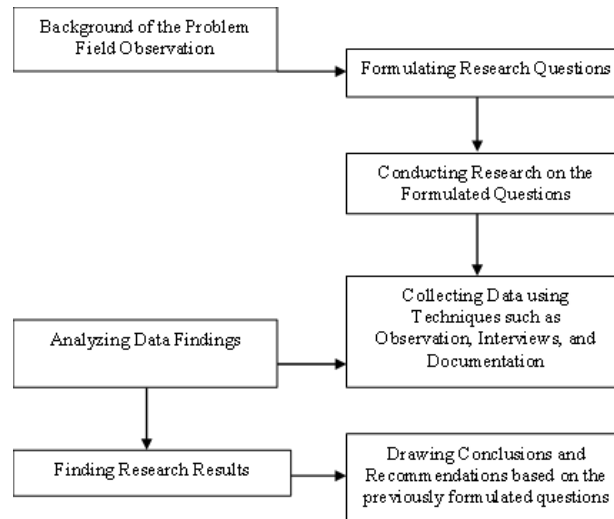 Background of the Problem
Field Observation
Formulating Research Questions
Conducting Research on the
Formulated Questions
Collecting Data using
Techniques such as
Observation, Interviews, and
Documentation
Analyzing Data Findings
Finding Research Results
Drawing Conclusions and
Recommendations based on the
previously formulated questions